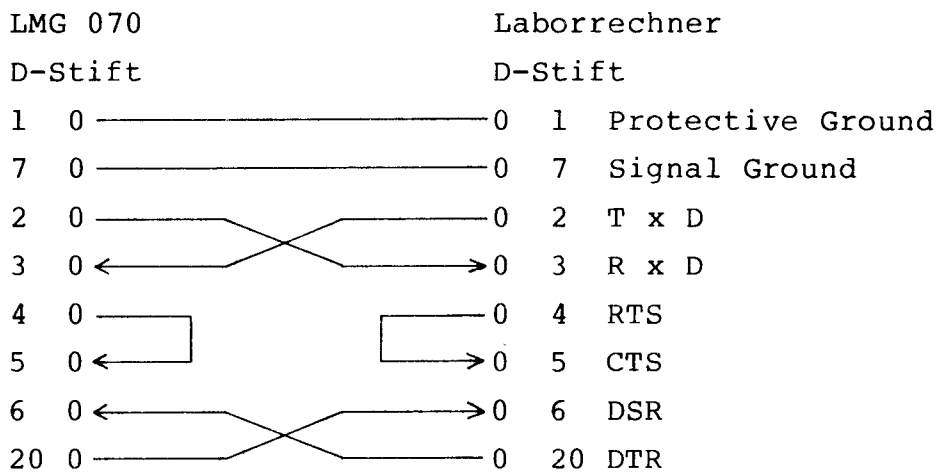 LMG 070 Laborrechner
D-Stift D-Stift
1 0 0 1 Protective Ground
7 0 0 7 Signal Ground
2 0 0 2 T x D
3 0 0 3 R x D
4 0 0 4 RTS
5 0 0 5 CTS
6 0 0 6 DSR
20 0 0 20 DTR